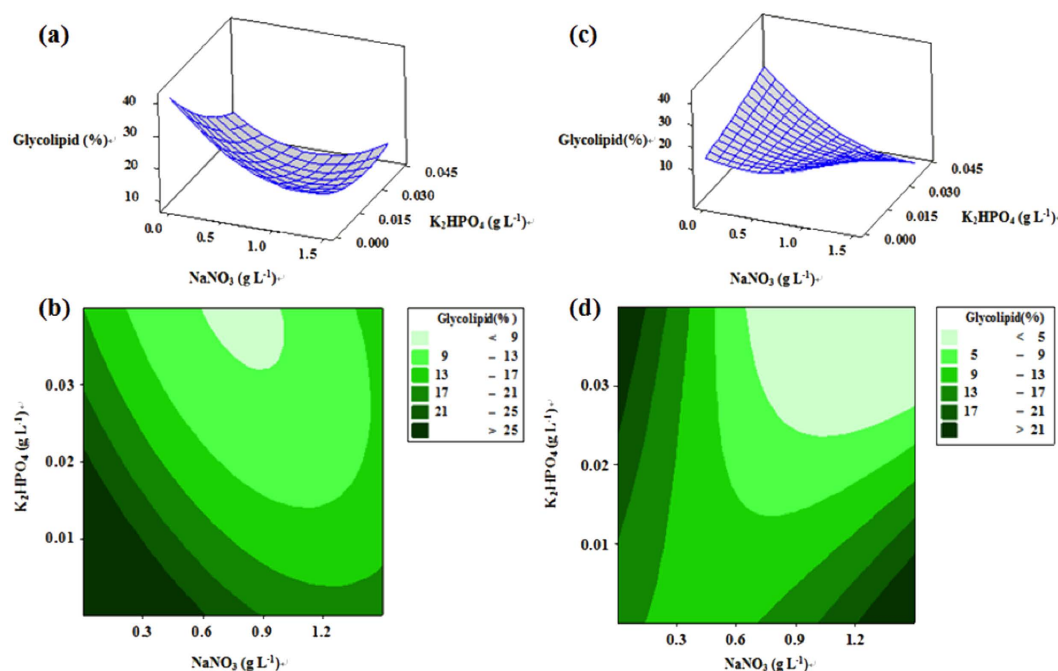 (a)
40
30
20
10
Glycolipid (%)
0.0
0.5
1.0
1.5
NaNO₃ (g L⁻¹)
0.045
0.030
0.015
0.000
K₂HPO₄ (g L⁻¹)
(c)
40
30
20
10
Glycolipid(%)
0.0
0.5
1.0
1.5
NaNO₃ (g L⁻¹)
0.045
0.030
0.015
0.000
K₂HPO₄ (g L⁻¹)
(b)
0.03
0.02
0.01
K₂HPO₄ (g L⁻¹)
0.3 0.6 0.9 1.2
NaNO₃ (g L⁻¹)
Glycolipid(%)
< 9
9 – 13
13 – 17
17 – 21
21 – 25
> 25
(d)
0.03
0.02
0.01
K₂HPO₄ (g L⁻¹)
0.3 0.6 0.9 1.2
NaNO₃ (g L⁻¹)
Glycolipid(%)
< 5
5 – 9
9 – 13
13 – 17
17 – 21
> 21